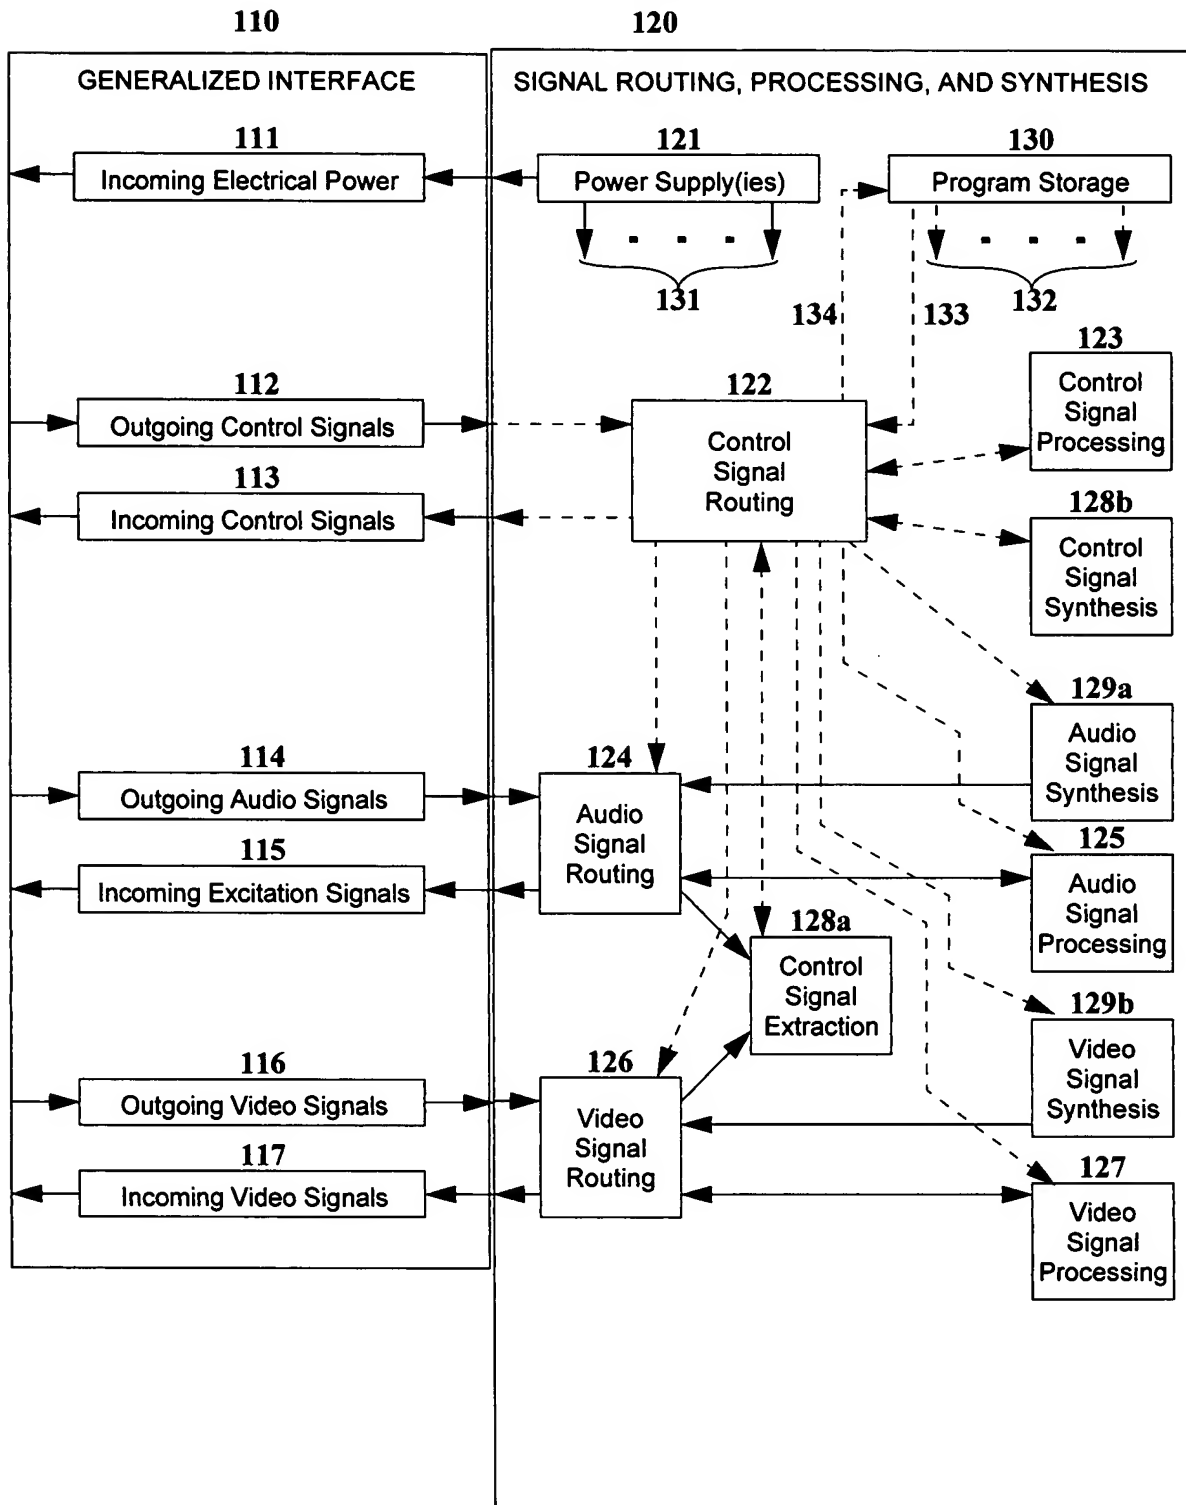 110
120
GENERALIZED INTERFACE
SIGNAL ROUTING, PROCESSING, AND SYNTHESIS
111
Incoming Electrical Power
121
Power Supply(ies)
130
Program Storage
131
134
133
132
112
Outgoing Control Signals
113
Incoming Control Signals
122
Control
Signal
Routing
123
Control
Signal
Processing
128b
Control
Signal
Synthesis
129a
Audio
Signal
Synthesis
114
Outgoing Audio Signals
115
Incoming Excitation Signals
124
Audio
Signal
Routing
125
Audio
Signal
Processing
128a
Control
Signal
Extraction
129b
Video
Signal
Synthesis
116
Outgoing Video Signals
117
Incoming Video Signals
126
Video
Signal
Routing
127
Video
Signal
Processing